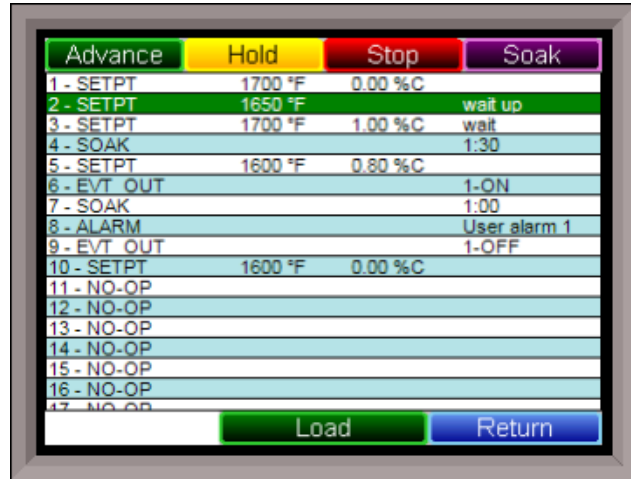 Advance Hold Stop Soak
1 - SETPT 1700 °F 0.00 %C
2 - SETPT 1650 °F wait up
3 - SETPT 1700 °F 1.00 %C wait
4 - SOAK 1:30
5 - SETPT 1600 °F 0.80 %C
6 - EVT OUT 1-ON
7 - SOAK 1:00
8 - ALARM User alarm 1
9 - EVT OUT 1-OFF
10 - SETPT 1600 °F 0.00 %C
11 - NO-OP
12 - NO-OP
13 - NO-OP
14 - NO-OP
15 - NO-OP
16 - NO-OP
17 - NO-OP
Load Return